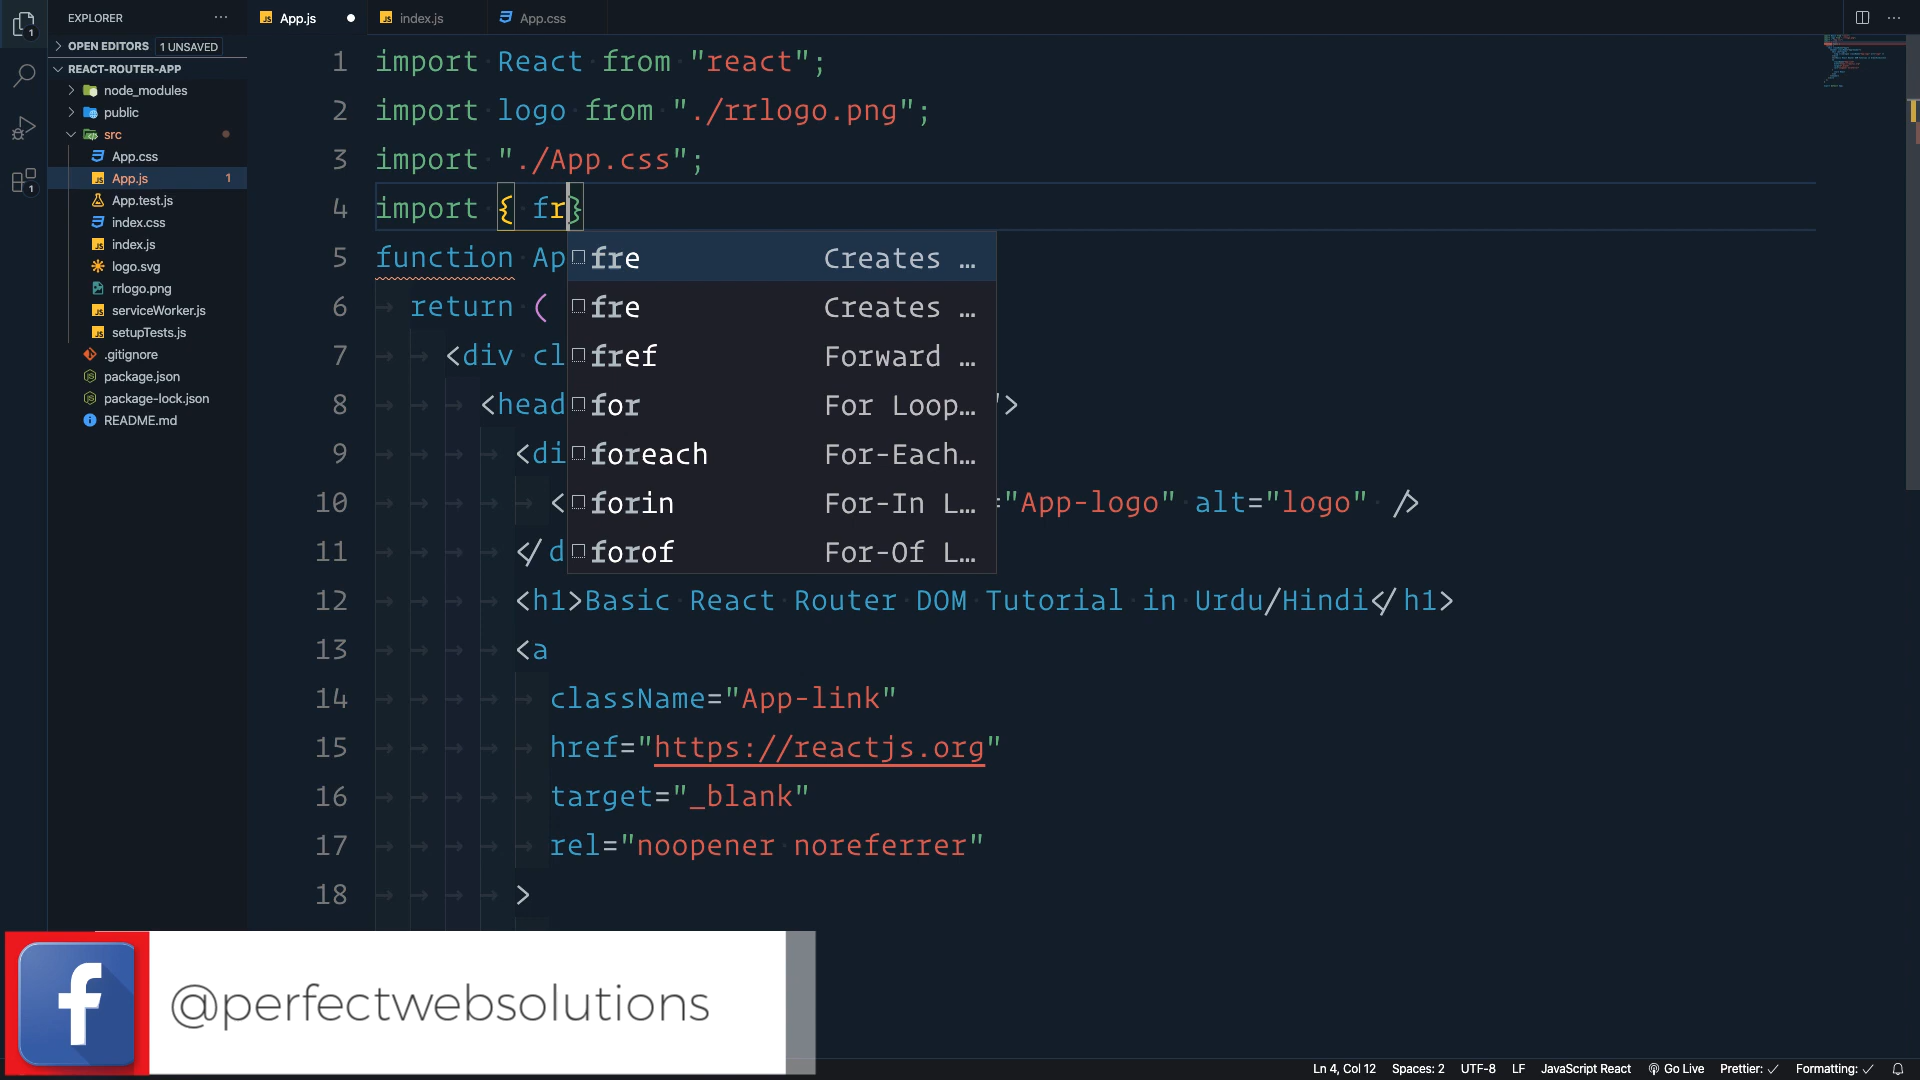 EXPLORER
OPEN EDITORS 1 UNSAVED
REACT-ROUTER-APP
node_modules
public
src
App.css
App.js 1
App.test.js
index.css
index.js
logo.svg
rrlogo.png
serviceWorker.js
setupTests.js
.gitignore
package.json
package-lock.json
README.md
App.js
index.js
App.css
1 import React from "react";
2 import logo from "./rrlogo.png";
3 import "./App.css";
4 import { fr}
5 function Ap
6 return (
7 <div cl
8 <head />
9 <di
10 < ="App-logo" alt="logo" />
11 </d
12 <h1>Basic React Router DOM Tutorial in Urdu/Hindi</h1>
13 <a
14 className="App-link"
15 href="https://reactjs.org"
16 target="_blank"
17 rel="noopener noreferrer"
18 >
fre Creates …
fre Creates …
fref Forward …
for For Loop…
foreach For-Each…
forin For-In L…
forof For-Of L…
f @perfectwebsolutions
Ln 4, Col 12 Spaces: 2 UTF-8 LF JavaScript React Go Live Prettier: ✓ Formatting: ✓